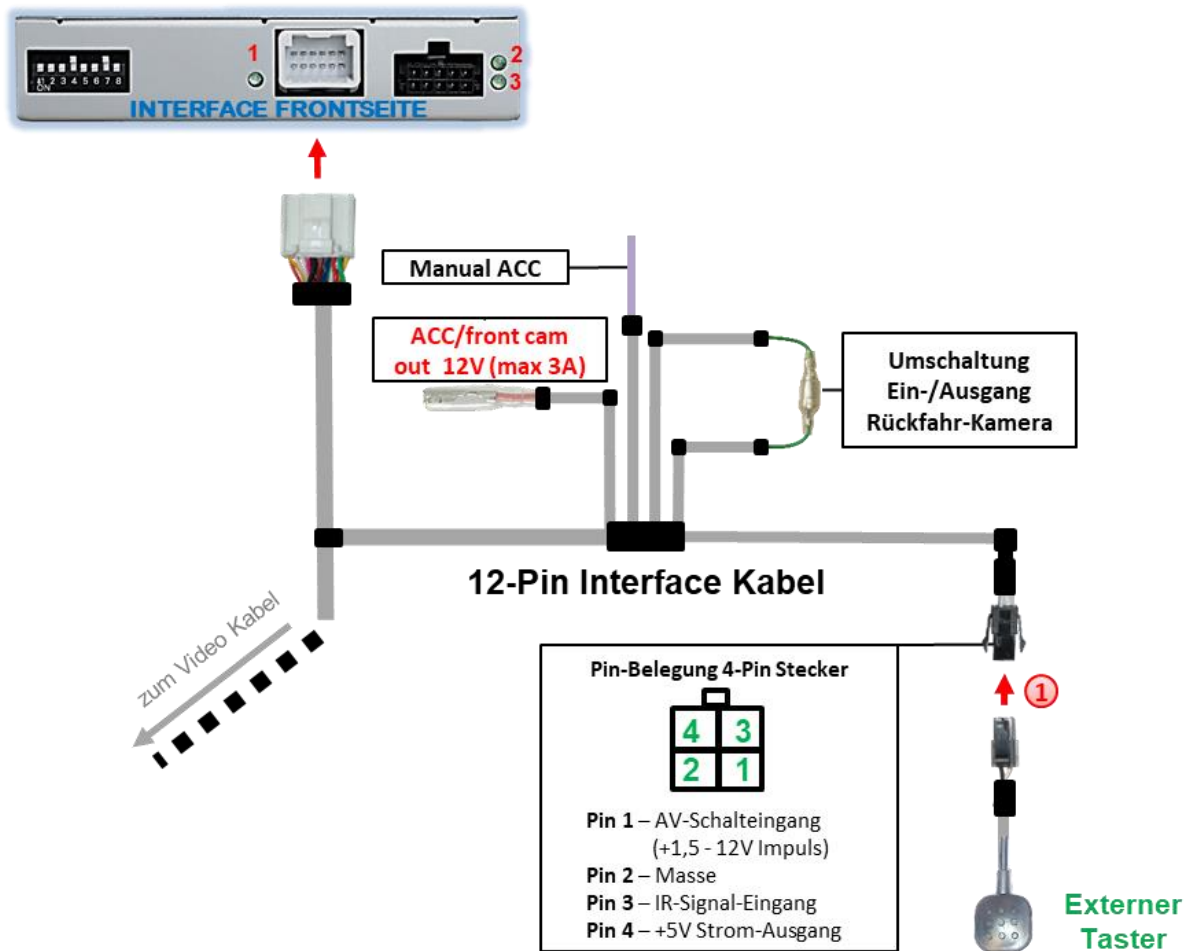 1
2
3
1 2 3 4 5 6 7 8
ON
INTERFACE FRONTSEITE
Manual ACC
ACC/front cam
out 12V (max 3A)
Umschaltung
Ein-/Ausgang
Rückfahr-Kamera
12-Pin Interface Kabel
zum Video Kabel
Pin-Belegung 4-Pin Stecker
4 3
2 1
Pin 1 – AV-Schalteingang
(+1,5 - 12V Impuls)
Pin 2 – Masse
Pin 3 – IR-Signal-Eingang
Pin 4 – +5V Strom-Ausgang
1
Externer
Taster